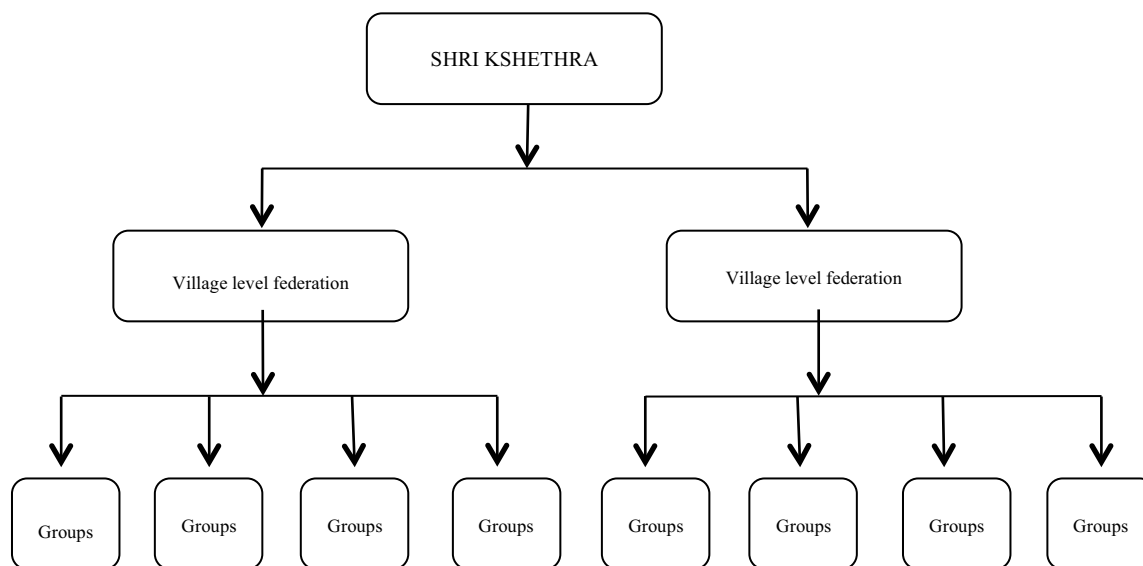 SHRI KSHETHRA
Village level federation
Village level federation
Groups
Groups
Groups
Groups
Groups
Groups
Groups
Groups